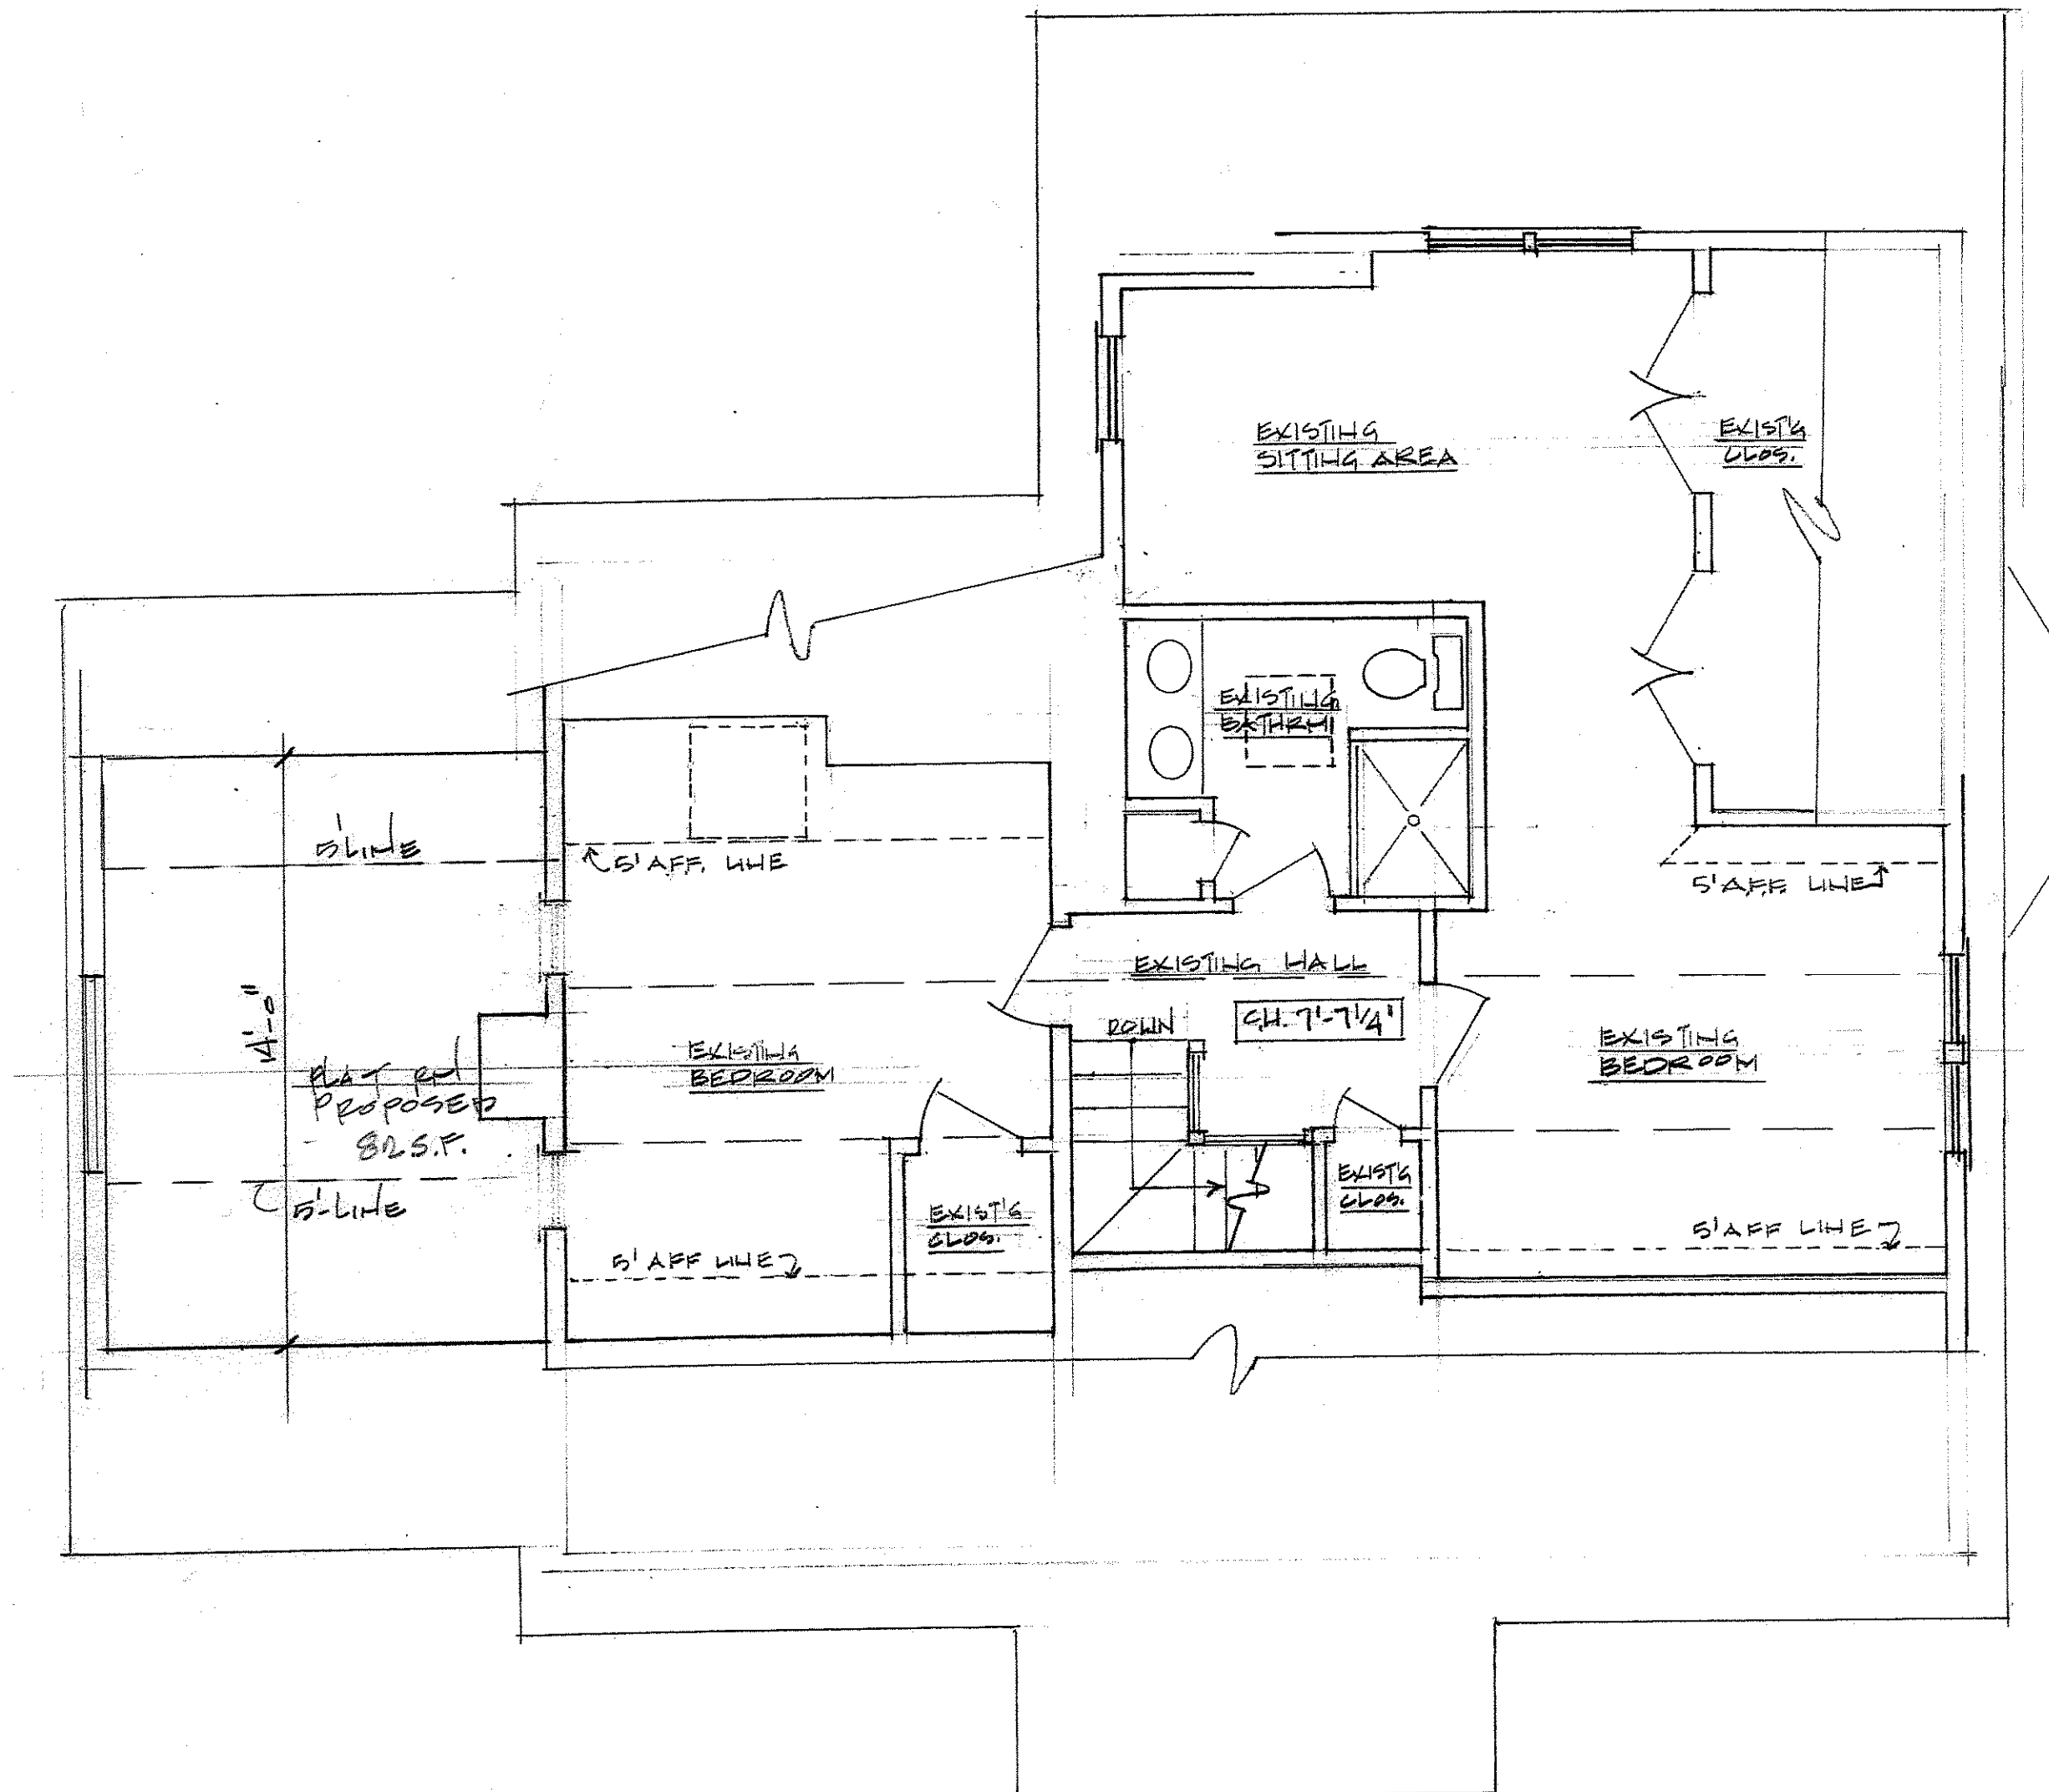 EXISTING
SITTING AREA
EXIST'G
CLOS.
EXISTING
BATHRM
5' LINE
5' AFF. LINE
5' A.F.F. LINE
EXISTING HALL
14'-0"
DOWN
C.H. 7'-7 1/4"
EXISTING
BEDROOM
EXISTING
BEDROOM
PLAY RM
PROPOSED
82 S.F.
5'-LINE
EXIST'G
CLOS.
EXIST'G
CLOS.
5' AFF LINE
5' AFF LINE